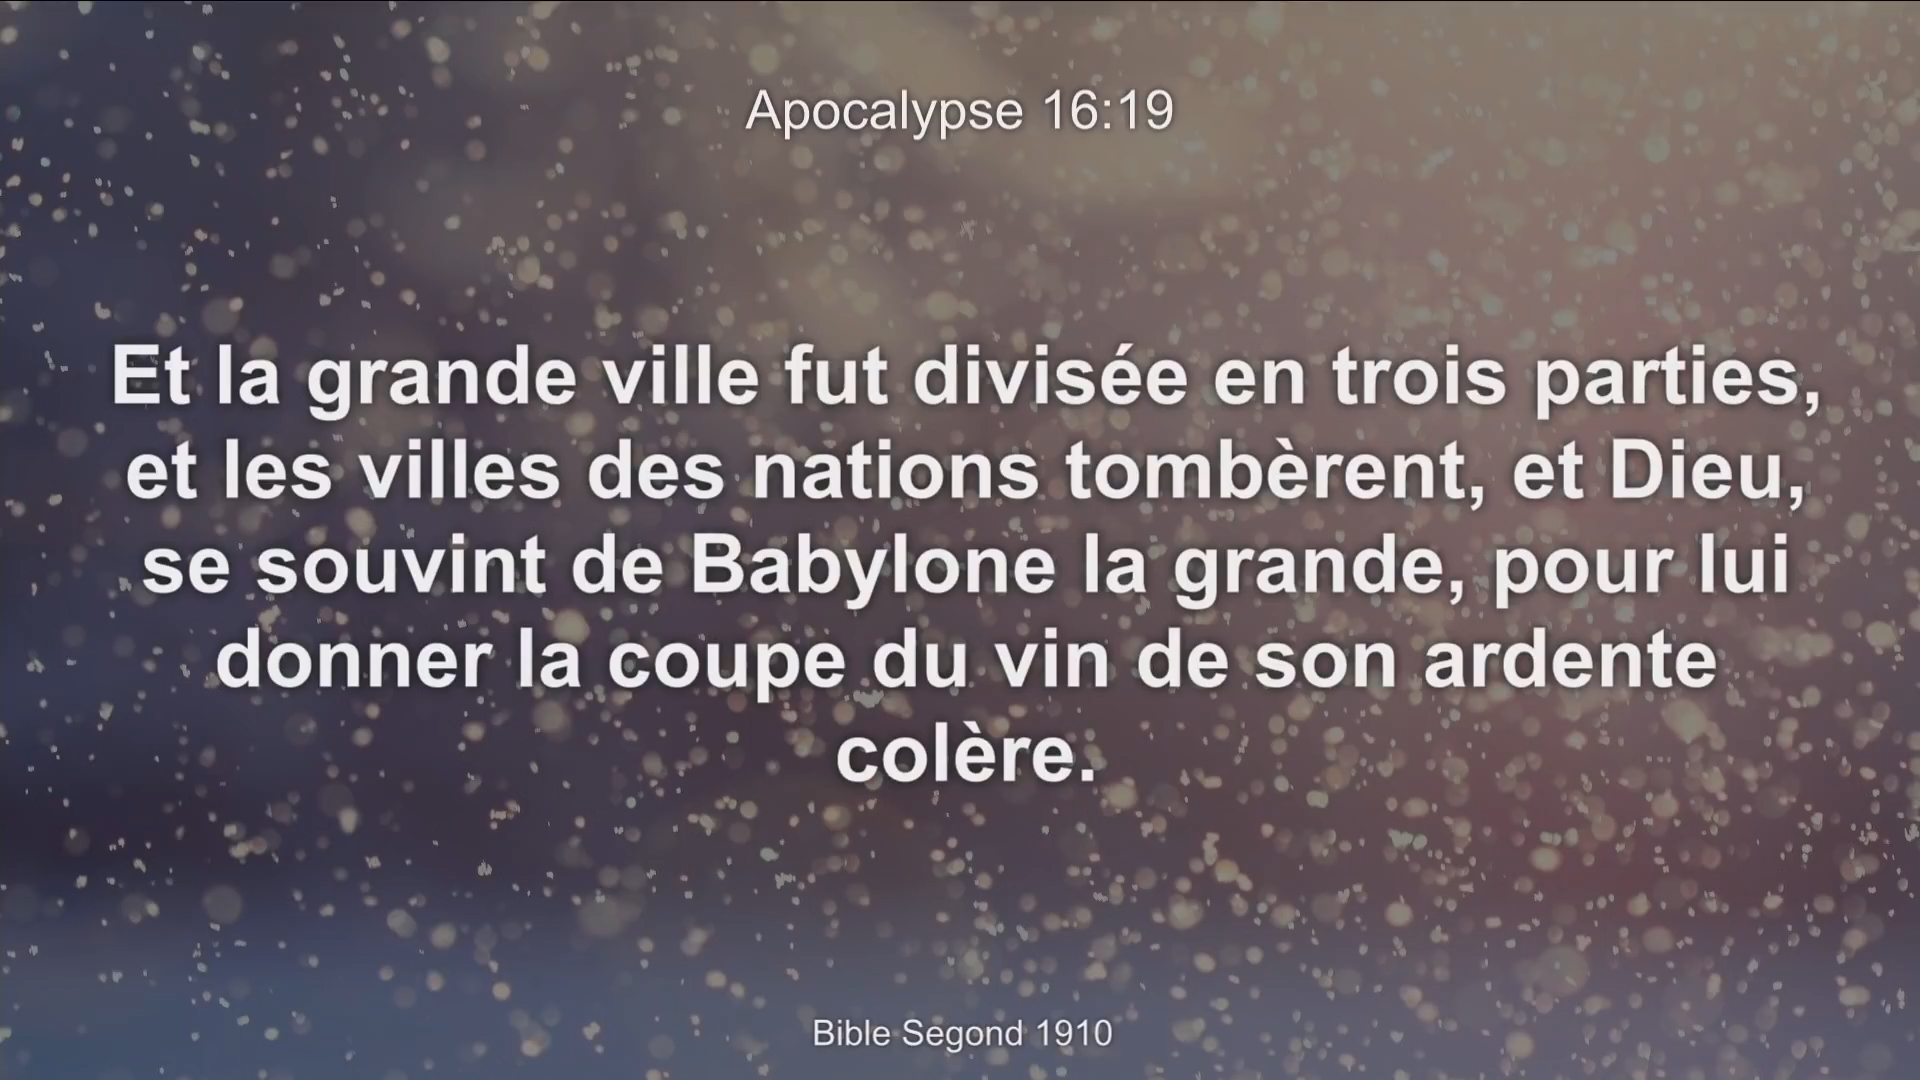 Apocalypse 16:19
Et la grande ville fut divisée en trois parties,
et les villes des nations tombèrent, et Dieu,
se souvint de Babylone la grande, pour lui
donner la coupe du vin de son ardente
colère.
Bible Segond 1910